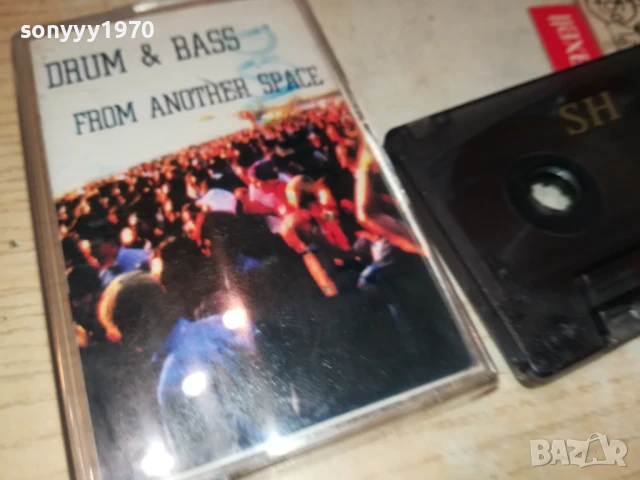 sonyyy1970
DRUM & BASS
FROM ANOTHER SPACE
SH
BAZAR